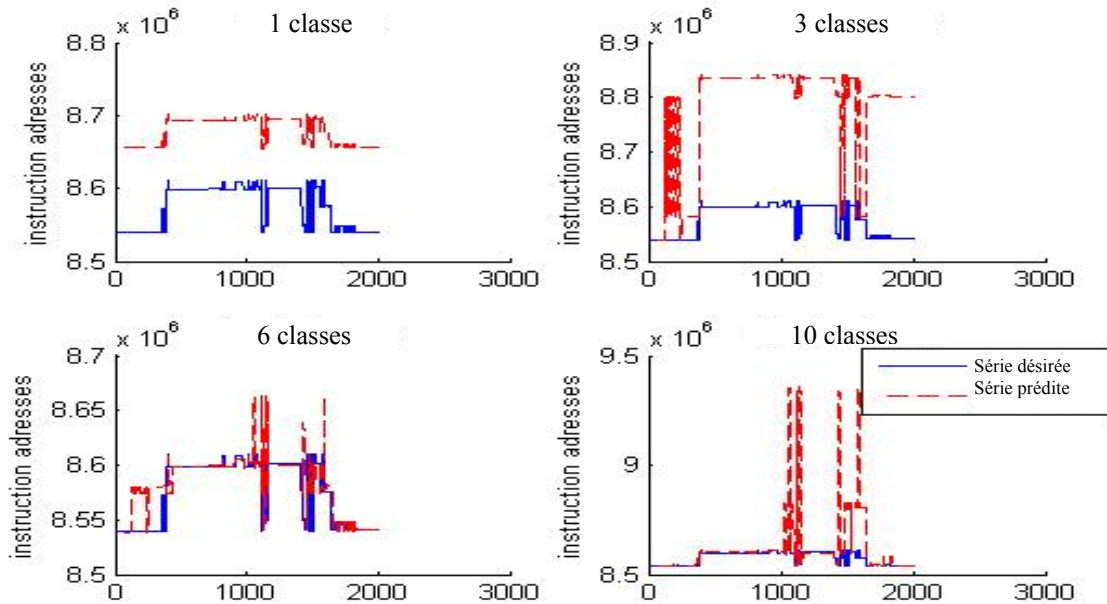 x 10^6
1 classe
8.8
8.7
8.6
8.5
instruction adresses
0
1000
2000
3000
x 10^6
3 classes
8.9
8.8
8.7
8.6
8.5
instruction adresses
0
1000
2000
3000
x 10^6
6 classes
8.7
8.65
8.6
8.55
8.5
instruction adresses
0
1000
2000
3000
x 10^6
10 classes
9.5
9
8.5
instruction adresses
0
1000
2000
3000
Série désirée
Série prédite